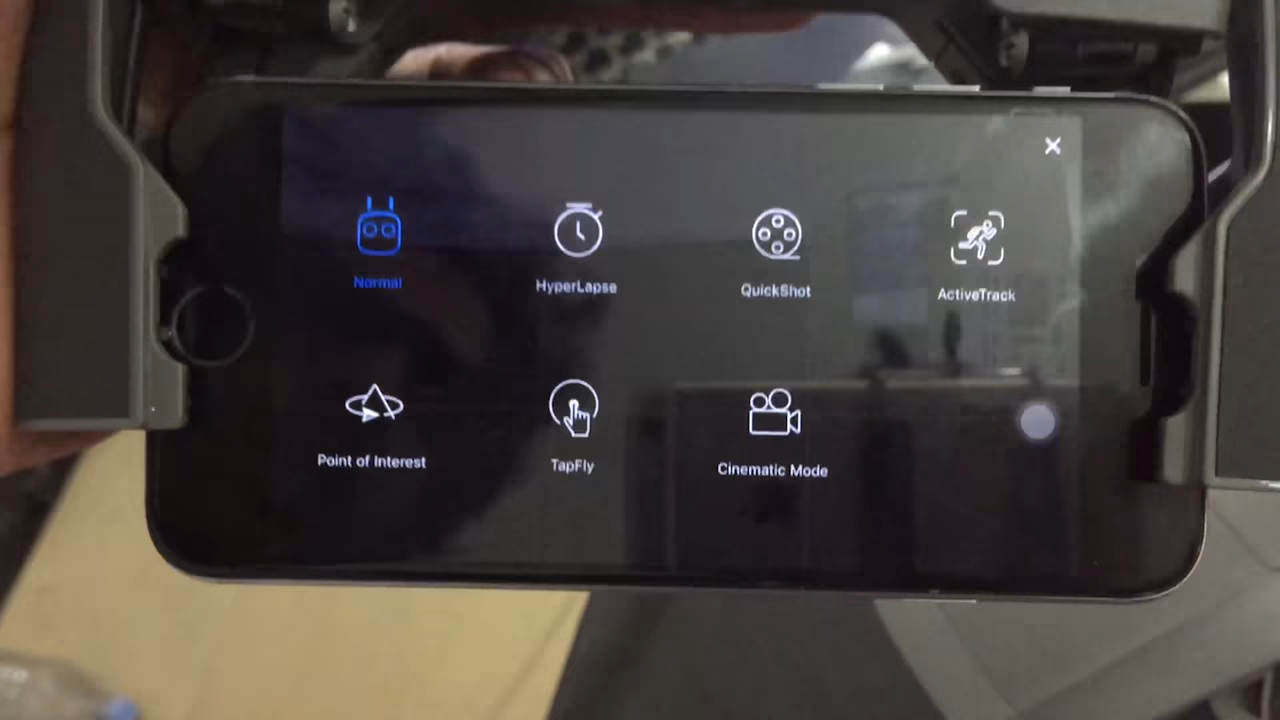 Normal
HyperLapse
QuickShot
ActiveTrack
Point of Interest
TapFly
Cinematic Mode